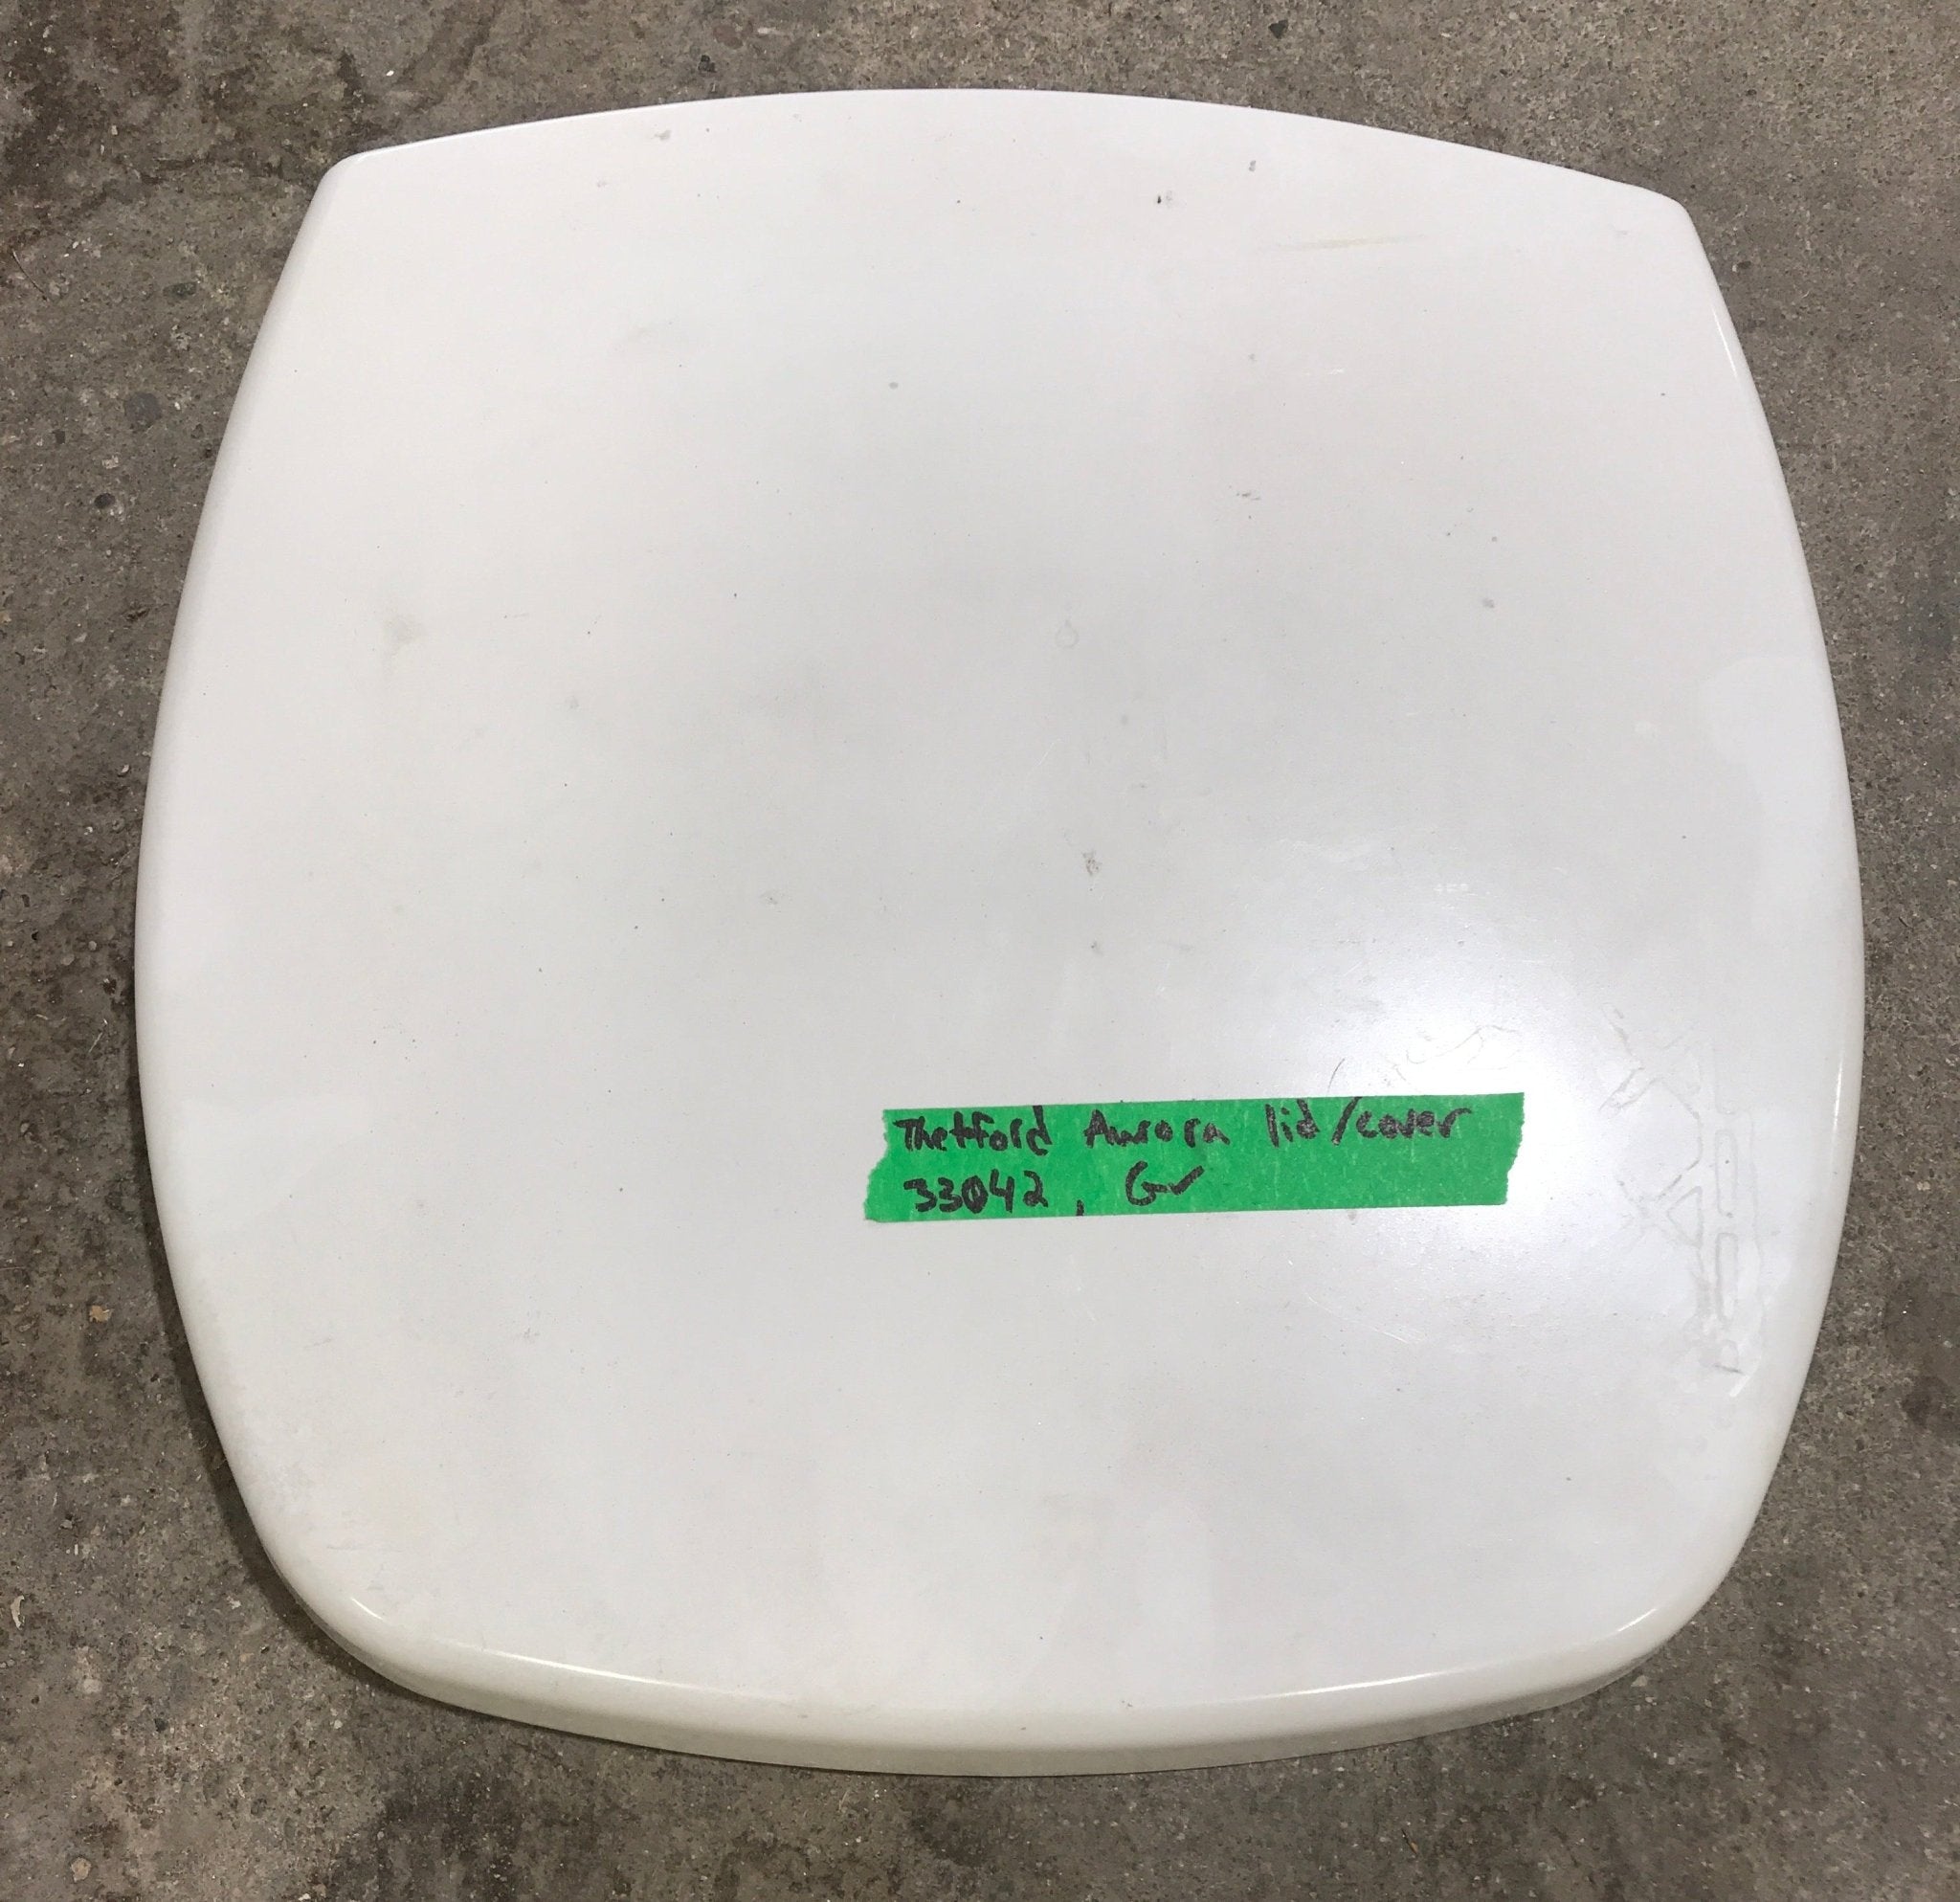 Thetford Aurora lid/cover
33042, Gr